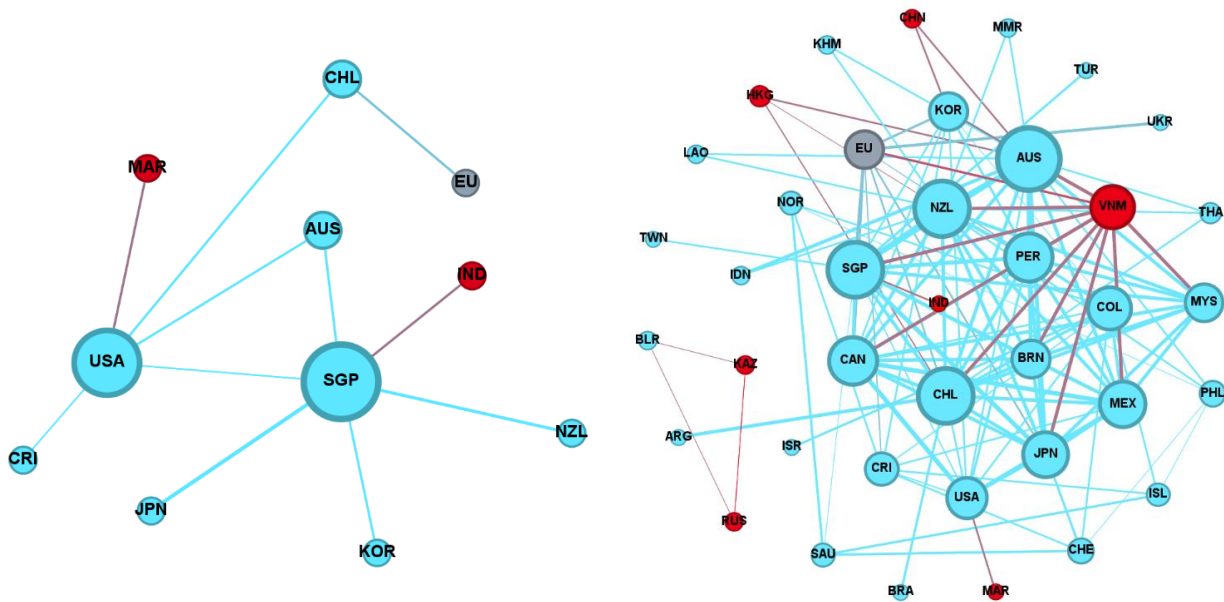 CHL
MAR
EU
AUS
IND
USA
SGP
NZL
CRI
JPN
KOR
CHN
MMR
KHM
TUR
HKG
KOR
UKR
EU
AUS
LAO
NOR
NZL
VNM
THA
TWN
IDN
SGP
PER
IND
COL
MYS
BLR
KAZ
CAN
BRN
PHL
CHL
MEX
ARG
ISR
JPN
CRI
USA
ISL
RUS
SAU
CHE
BRA
MAR